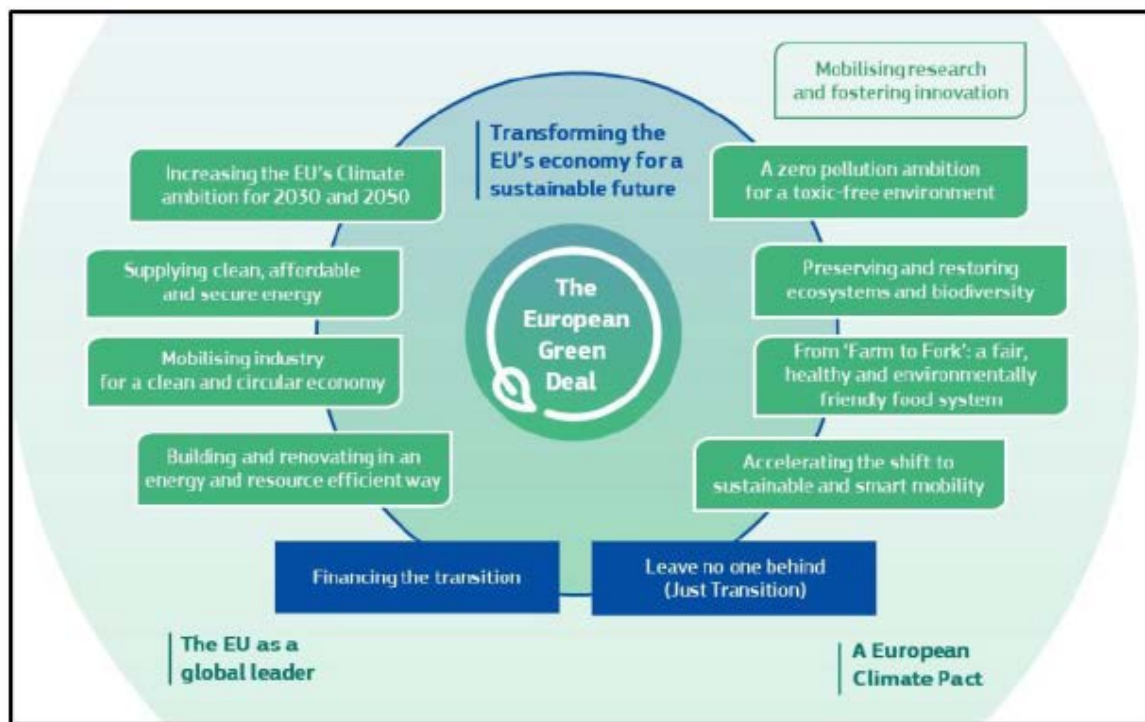 Mobilising research
and fostering innovation
Transforming the
EU's economy for a
sustainable future
Increasing the EU's Climate
ambition for 2030 and 2050
A zero pollution ambition
for a toxic-free environment
Supplying clean, affordable
and secure energy
Preserving and restoring
ecosystems and biodiversity
The
European
Green
Deal
Mobilising industry
for a clean and circular economy
From 'Farm to Fork': a fair,
healthy and environmentally
friendly food system
Building and renovating in an
energy and resource efficient way
Accelerating the shift to
sustainable and smart mobility
Financing the transition
Leave no one behind
(Just Transition)
The EU as a
global leader
A European
Climate Pact